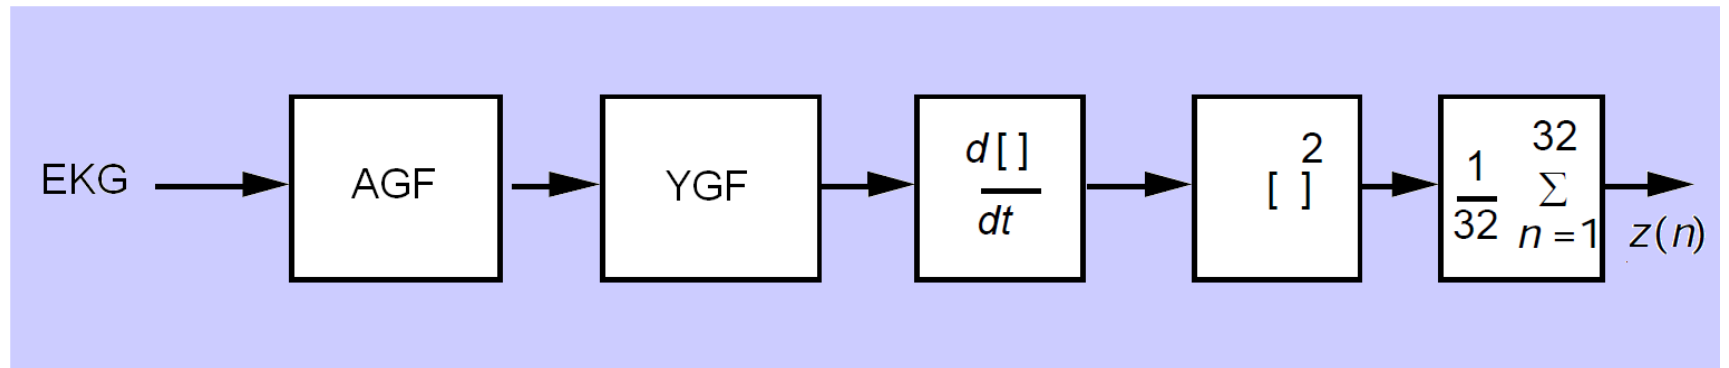 EKG
AGF
YGF
d[ ]
dt
[ ]2
1
32
32
Σ
n = 1
z(n)